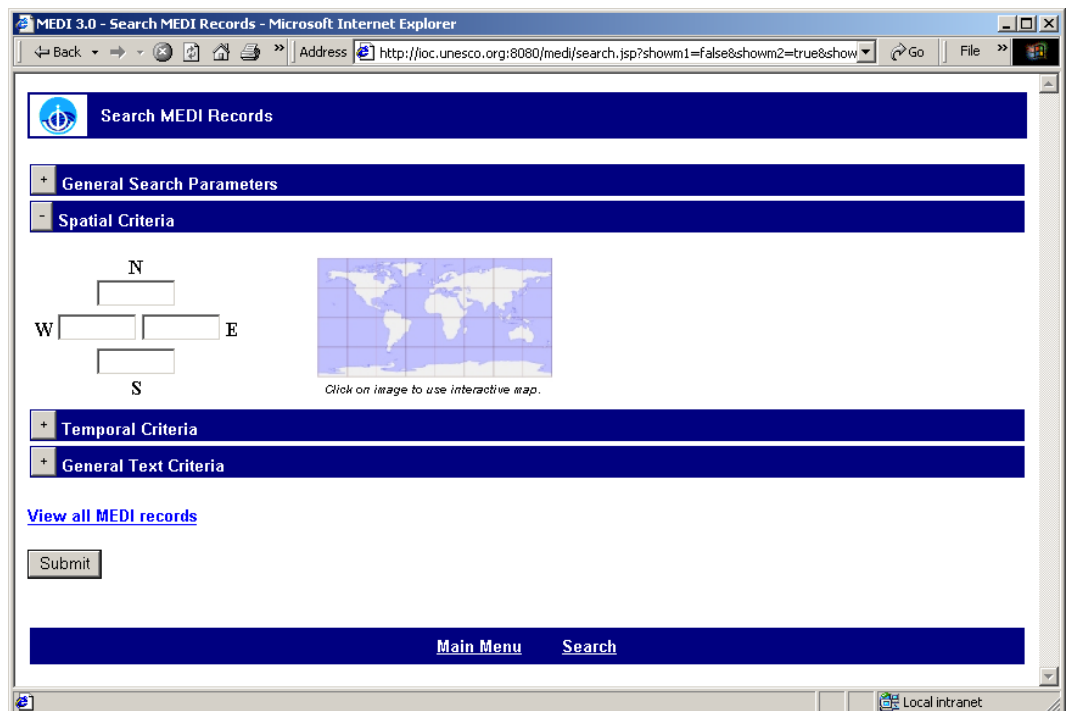 MEDI 3.0 - Search MEDI Records - Microsoft Internet Explorer
Back » Address http://ioc.unesco.org:8080/medi/search.jsp?showm1=false&showm2=true&show Go File »
Search MEDI Records
+ General Search Parameters
- Spatial Criteria
N
W E
S
Click on image to use interactive map.
+ Temporal Criteria
+ General Text Criteria
View all MEDI records
Submit
Main Menu Search
Local intranet